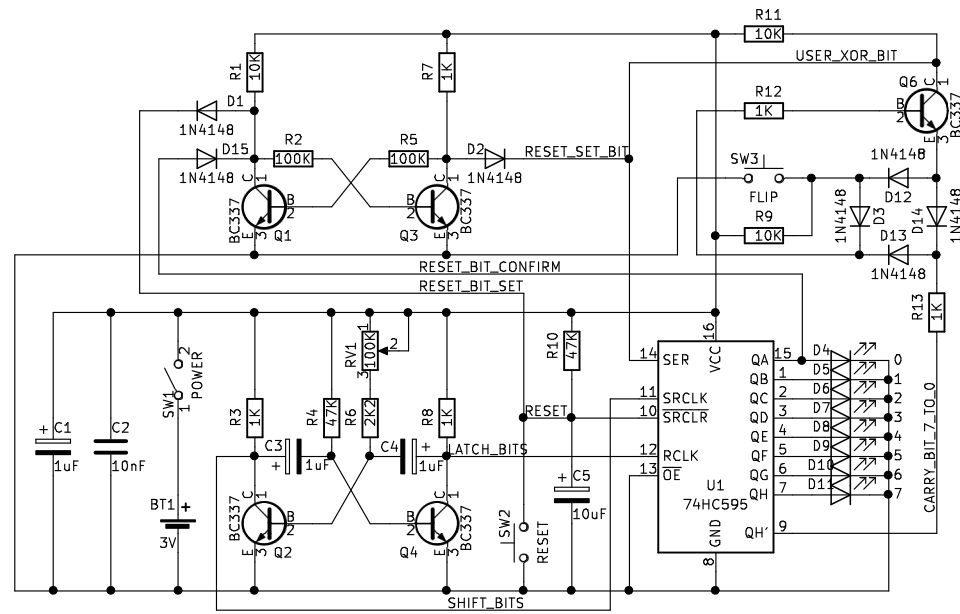 R11
10K
USER_XOR_BIT
R1
10K
R7
1K
R12
1K
Q6
C
1
B
2
E
3
BC337
D1
1N4148
D15
1N4148
R2
100K
R5
100K
D2
1N4148
RESET_SET_BIT
SW3
FLIP
1N4148
D12
R9
10K
1N4148
D3
D14
1N4148
D13
1N4148
C
1
B
2
E
3
BC337
Q1
C
1
B
2
E
3
BC337
Q3
RESET_BIT_CONFIRM
RESET_BIT_SET
R13
1K
SW1
POWER
2
1
R3
1K
R4
47K
RV1
100K
1
2
3
R6
2K2
R8
1K
R10
47K
C1
+
1uF
C2
10nF
C3
+
1uF
C4
+
1uF
LATCH_BITS
RESET
C5
+
10uF
BT1
+
3V
C
1
B
2
E
3
BC337
Q2
C
1
B
2
E
3
BC337
Q4
SW2
RESET
SHIFT_BITS
16
VCC
14 SER
11 SRCLK
10 SRCLR
12 RCLK
13 OE
QA 15
QB 1
QC 2
QD 3
QE 4
QF 5
QG 6
QH 7
QH' 9
U1
74HC595
GND
8
D4
D5
D6
D7
D8
D9
D10
D11
0
1
2
3
4
5
6
7
CARRY_BIT_7_TO_0